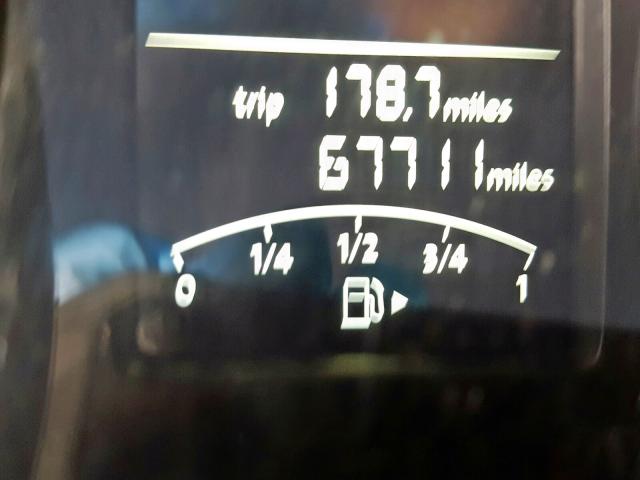 trip 178.7 miles
67711 miles
0 1/4 1/2 3/4 1